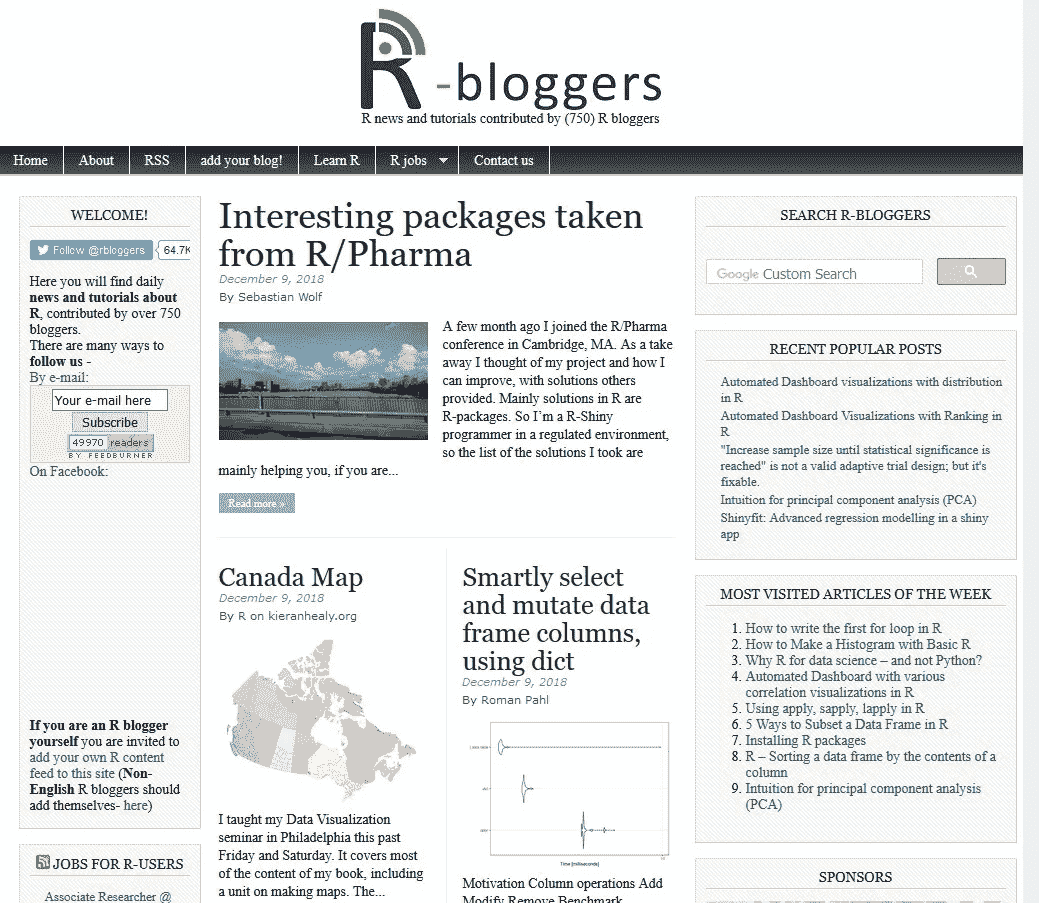 R-bloggers
R news and tutorials contributed by (750) R bloggers
Home About RSS add your blog! Learn R R jobs Contact us
WELCOME!
Follow @rbloggers 64.7K
Here you will find daily
news and tutorials about
R, contributed by over 750
bloggers.
There are many ways to
follow us -
By e-mail:
Your e-mail here
Subscribe
49970 readers
BY FEEDBURNER
On Facebook:
If you are an R blogger
yourself you are invited to
add your own R content
feed to this site (Non-
English R bloggers should
add themselves- here)
JOBS FOR R-USERS
Associate Researcher @
Interesting packages taken
from R/Pharma
December 9, 2018
By Sebastian Wolf
A few month ago I joined the R/Pharma
conference in Cambridge, MA. As a take
away I thought of my project and how I
can improve, with solutions others
provided. Mainly solutions in R are
R-packages. So I'm a R-Shiny
programmer in a regulated environment,
so the list of the solutions I took are
mainly helping you, if you are...
Read more »
Canada Map
December 9, 2018
By R on kieranhealy.org
I taught my Data Visualization
seminar in Philadelphia this past
Friday and Saturday. It covers most
of the content of my book, including
a unit on making maps. The...
Smartly select
and mutate data
frame columns,
using dict
December 9, 2018
By Roman Pahl
Time [milliseconds]
Motivation Column operations Add
Modify Remove Benchmark
SEARCH R-BLOGGERS
Google Custom Search
RECENT POPULAR POSTS
Automated Dashboard visualizations with distribution
in R
Automated Dashboard Visualizations with Ranking in
R
"Increase sample size until statistical significance is
reached" is not a valid adaptive trial design; but it's
fixable.
Intuition for principal component analysis (PCA)
Shinyfit: Advanced regression modelling in a shiny
app
MOST VISITED ARTICLES OF THE WEEK
1. How to write the first for loop in R
2. How to Make a Histogram with Basic R
3. Why R for data science – and not Python?
4. Automated Dashboard with various
correlation visualizations in R
5. Using apply, sapply, lapply in R
6. 5 Ways to Subset a Data Frame in R
7. Installing R packages
8. R – Sorting a data frame by the contents of a
column
9. Intuition for principal component analysis
(PCA)
SPONSORS